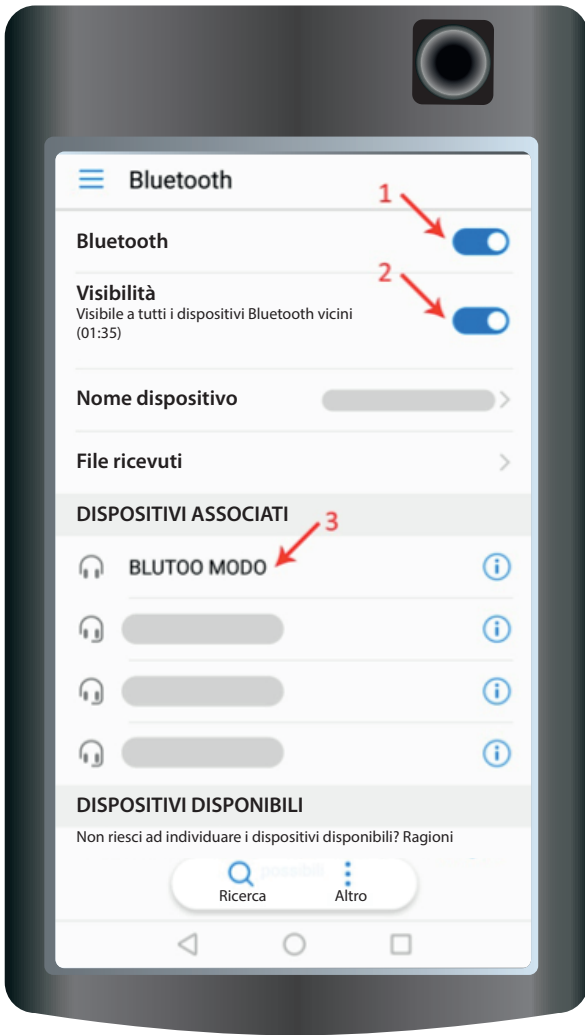 Bluetooth
1
Bluetooth
2
Visibilità
Visibile a tutti i dispositivi Bluetooth vicini
(01:35)
Nome dispositivo
File ricevuti
DISPOSITIVI ASSOCIATI
3
BLUTOO MODO
DISPOSITIVI DISPONIBILI
Non riesci ad individuare i dispositivi disponibili? Ragioni
possibili
Ricerca
Altro